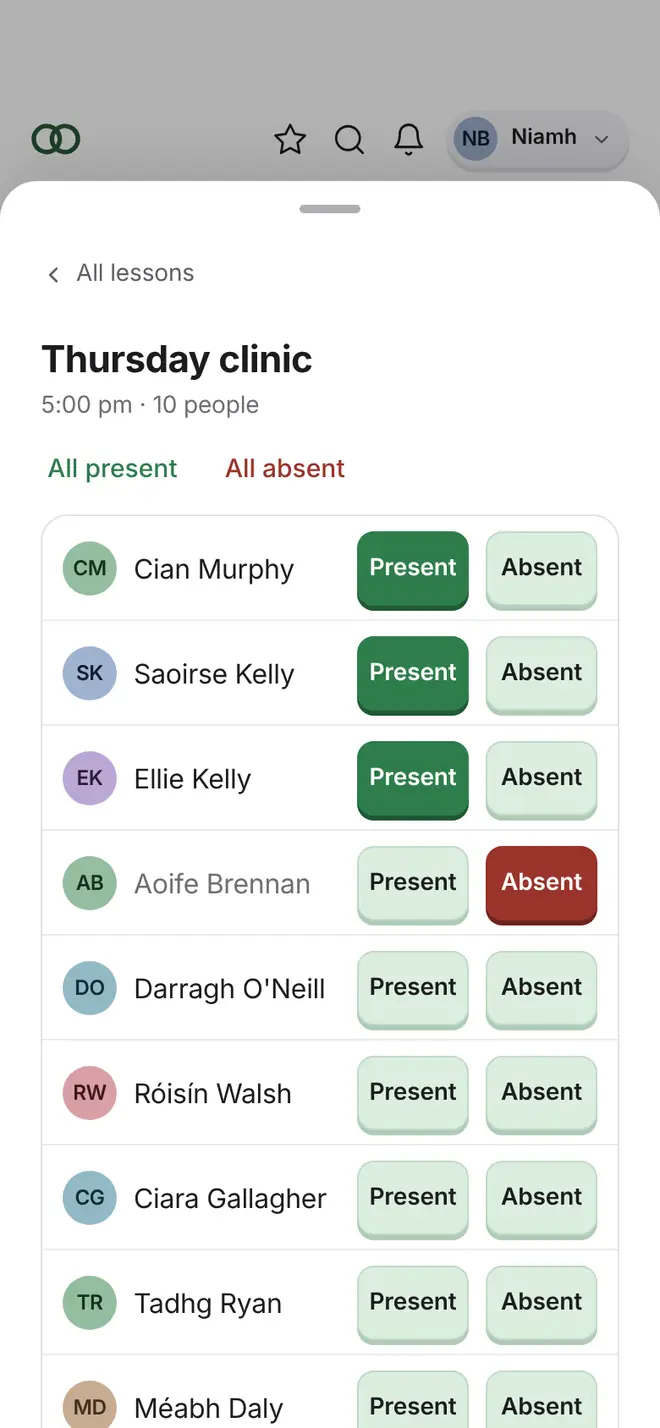 NB Niamh
All lessons
Thursday clinic
5:00 pm · 10 people
All present All absent
CM Cian Murphy Present Absent
SK Saoirse Kelly Present Absent
EK Ellie Kelly Present Absent
AB Aoife Brennan Present Absent
DO Darragh O'Neill Present Absent
RW Róisín Walsh Present Absent
CG Ciara Gallagher Present Absent
TR Tadhg Ryan Present Absent
MD Méabh Daly Present Absent